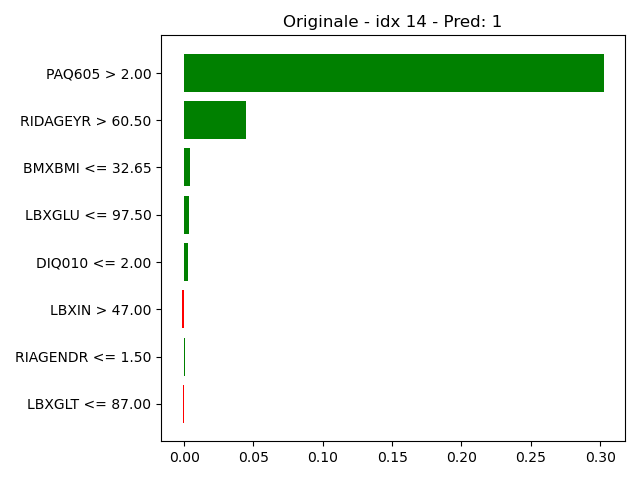 Originale - idx 14 - Pred: 1
PAQ605 > 2.00
RIDAGEYR > 60.50
BMXBMI <= 32.65
LBXGLU <= 97.50
DIQ010 <= 2.00
LBXIN > 47.00
RIAGENDR <= 1.50
LBXGLT <= 87.00
0.00 0.05 0.10 0.15 0.20 0.25 0.30